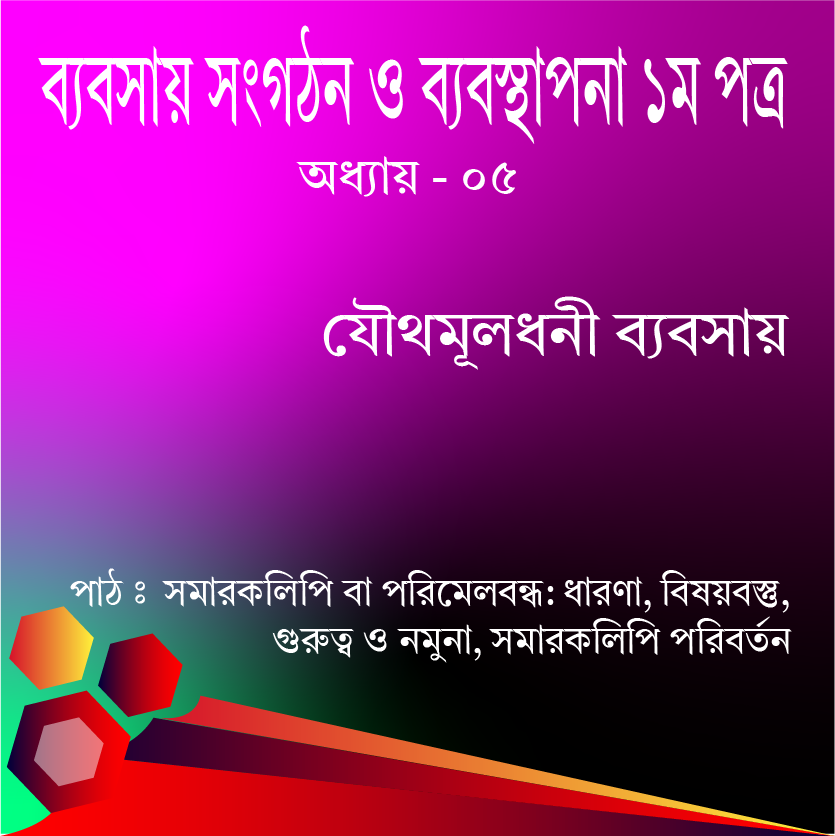 ব্যবসায় সংগঠন ও ব্যবস্থাপনা ১ম পত্র
অধ্যায় - ০৫
যৌথমূলধনী ব্যবসায়
পাঠ ঃ সমারকলিপি বা পরিমেলবন্ধ: ধারণা, বিষয়বস্তু,
গুরুত্ব ও নমুনা, সমারকলিপি পরিবর্তন